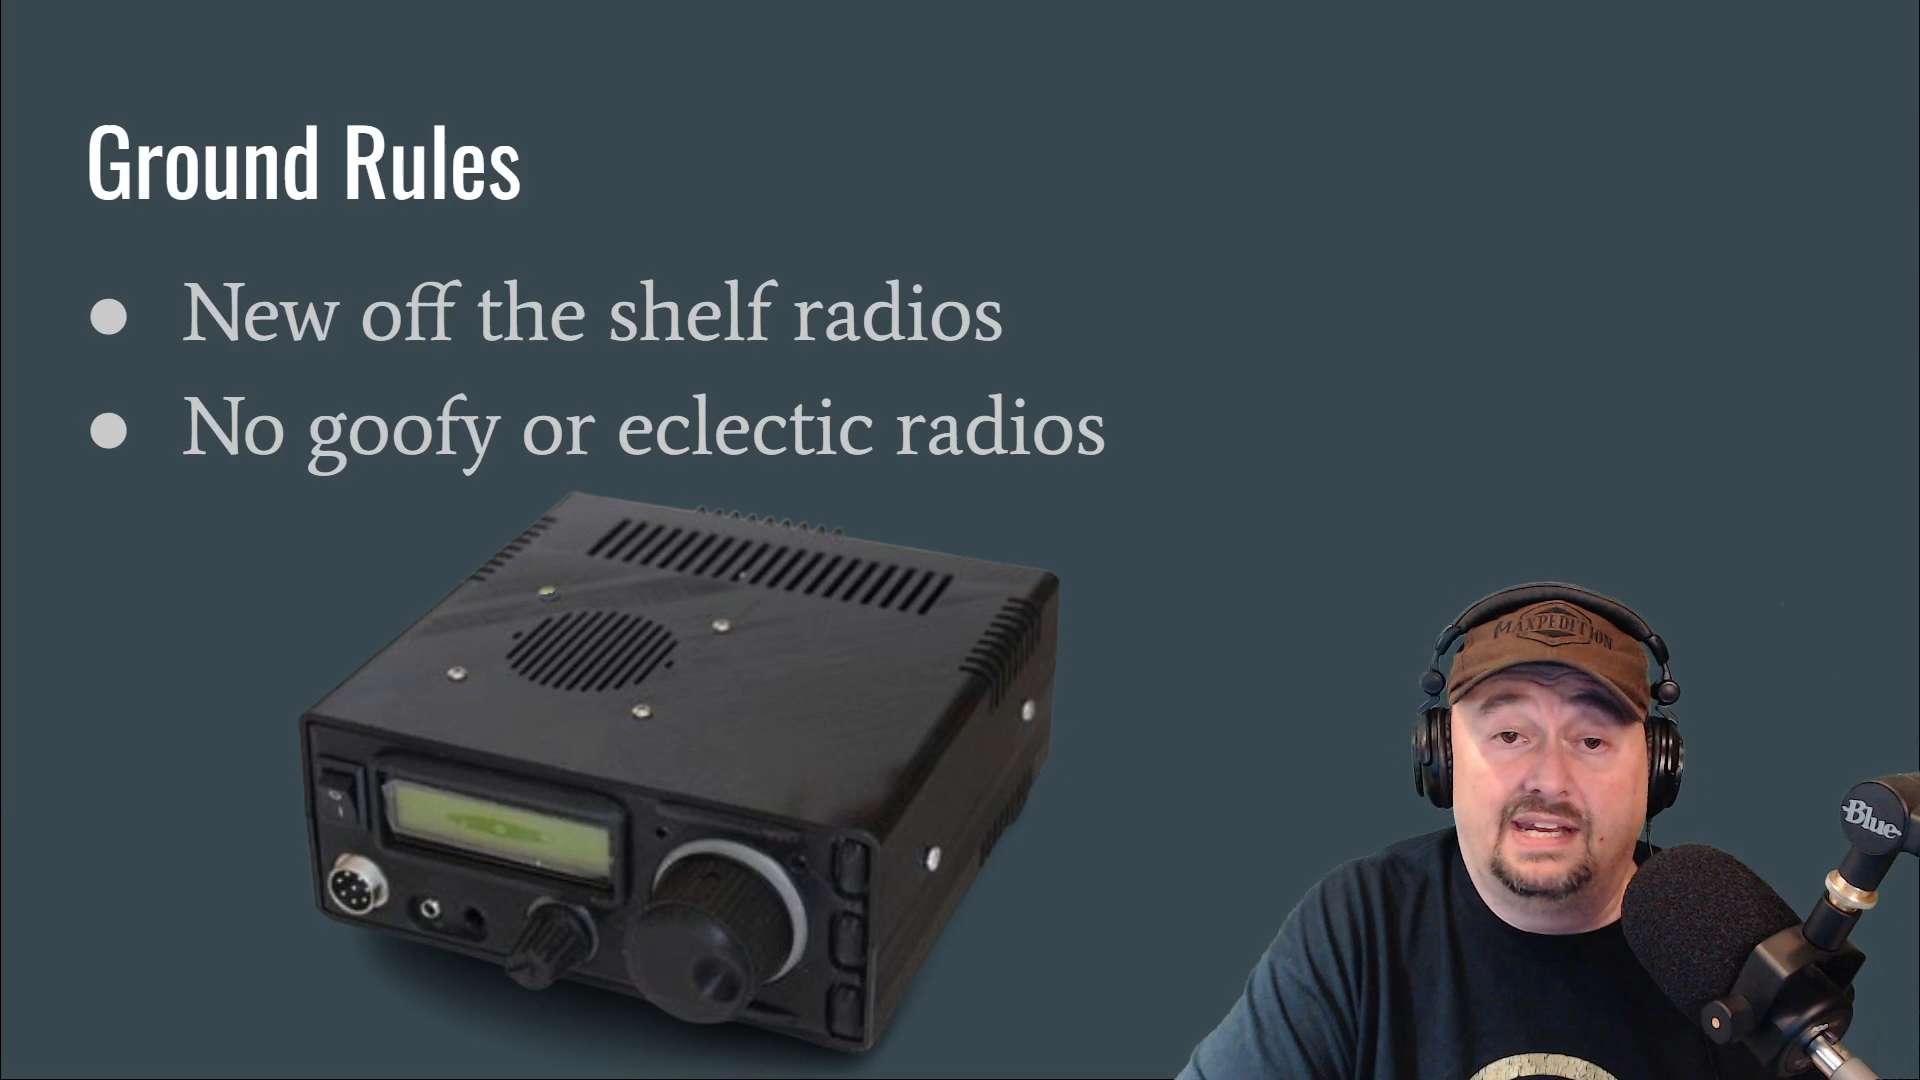 Ground Rules
● New off the shelf radios
● No goofy or eclectic radios
MAXPEDITION
Blue